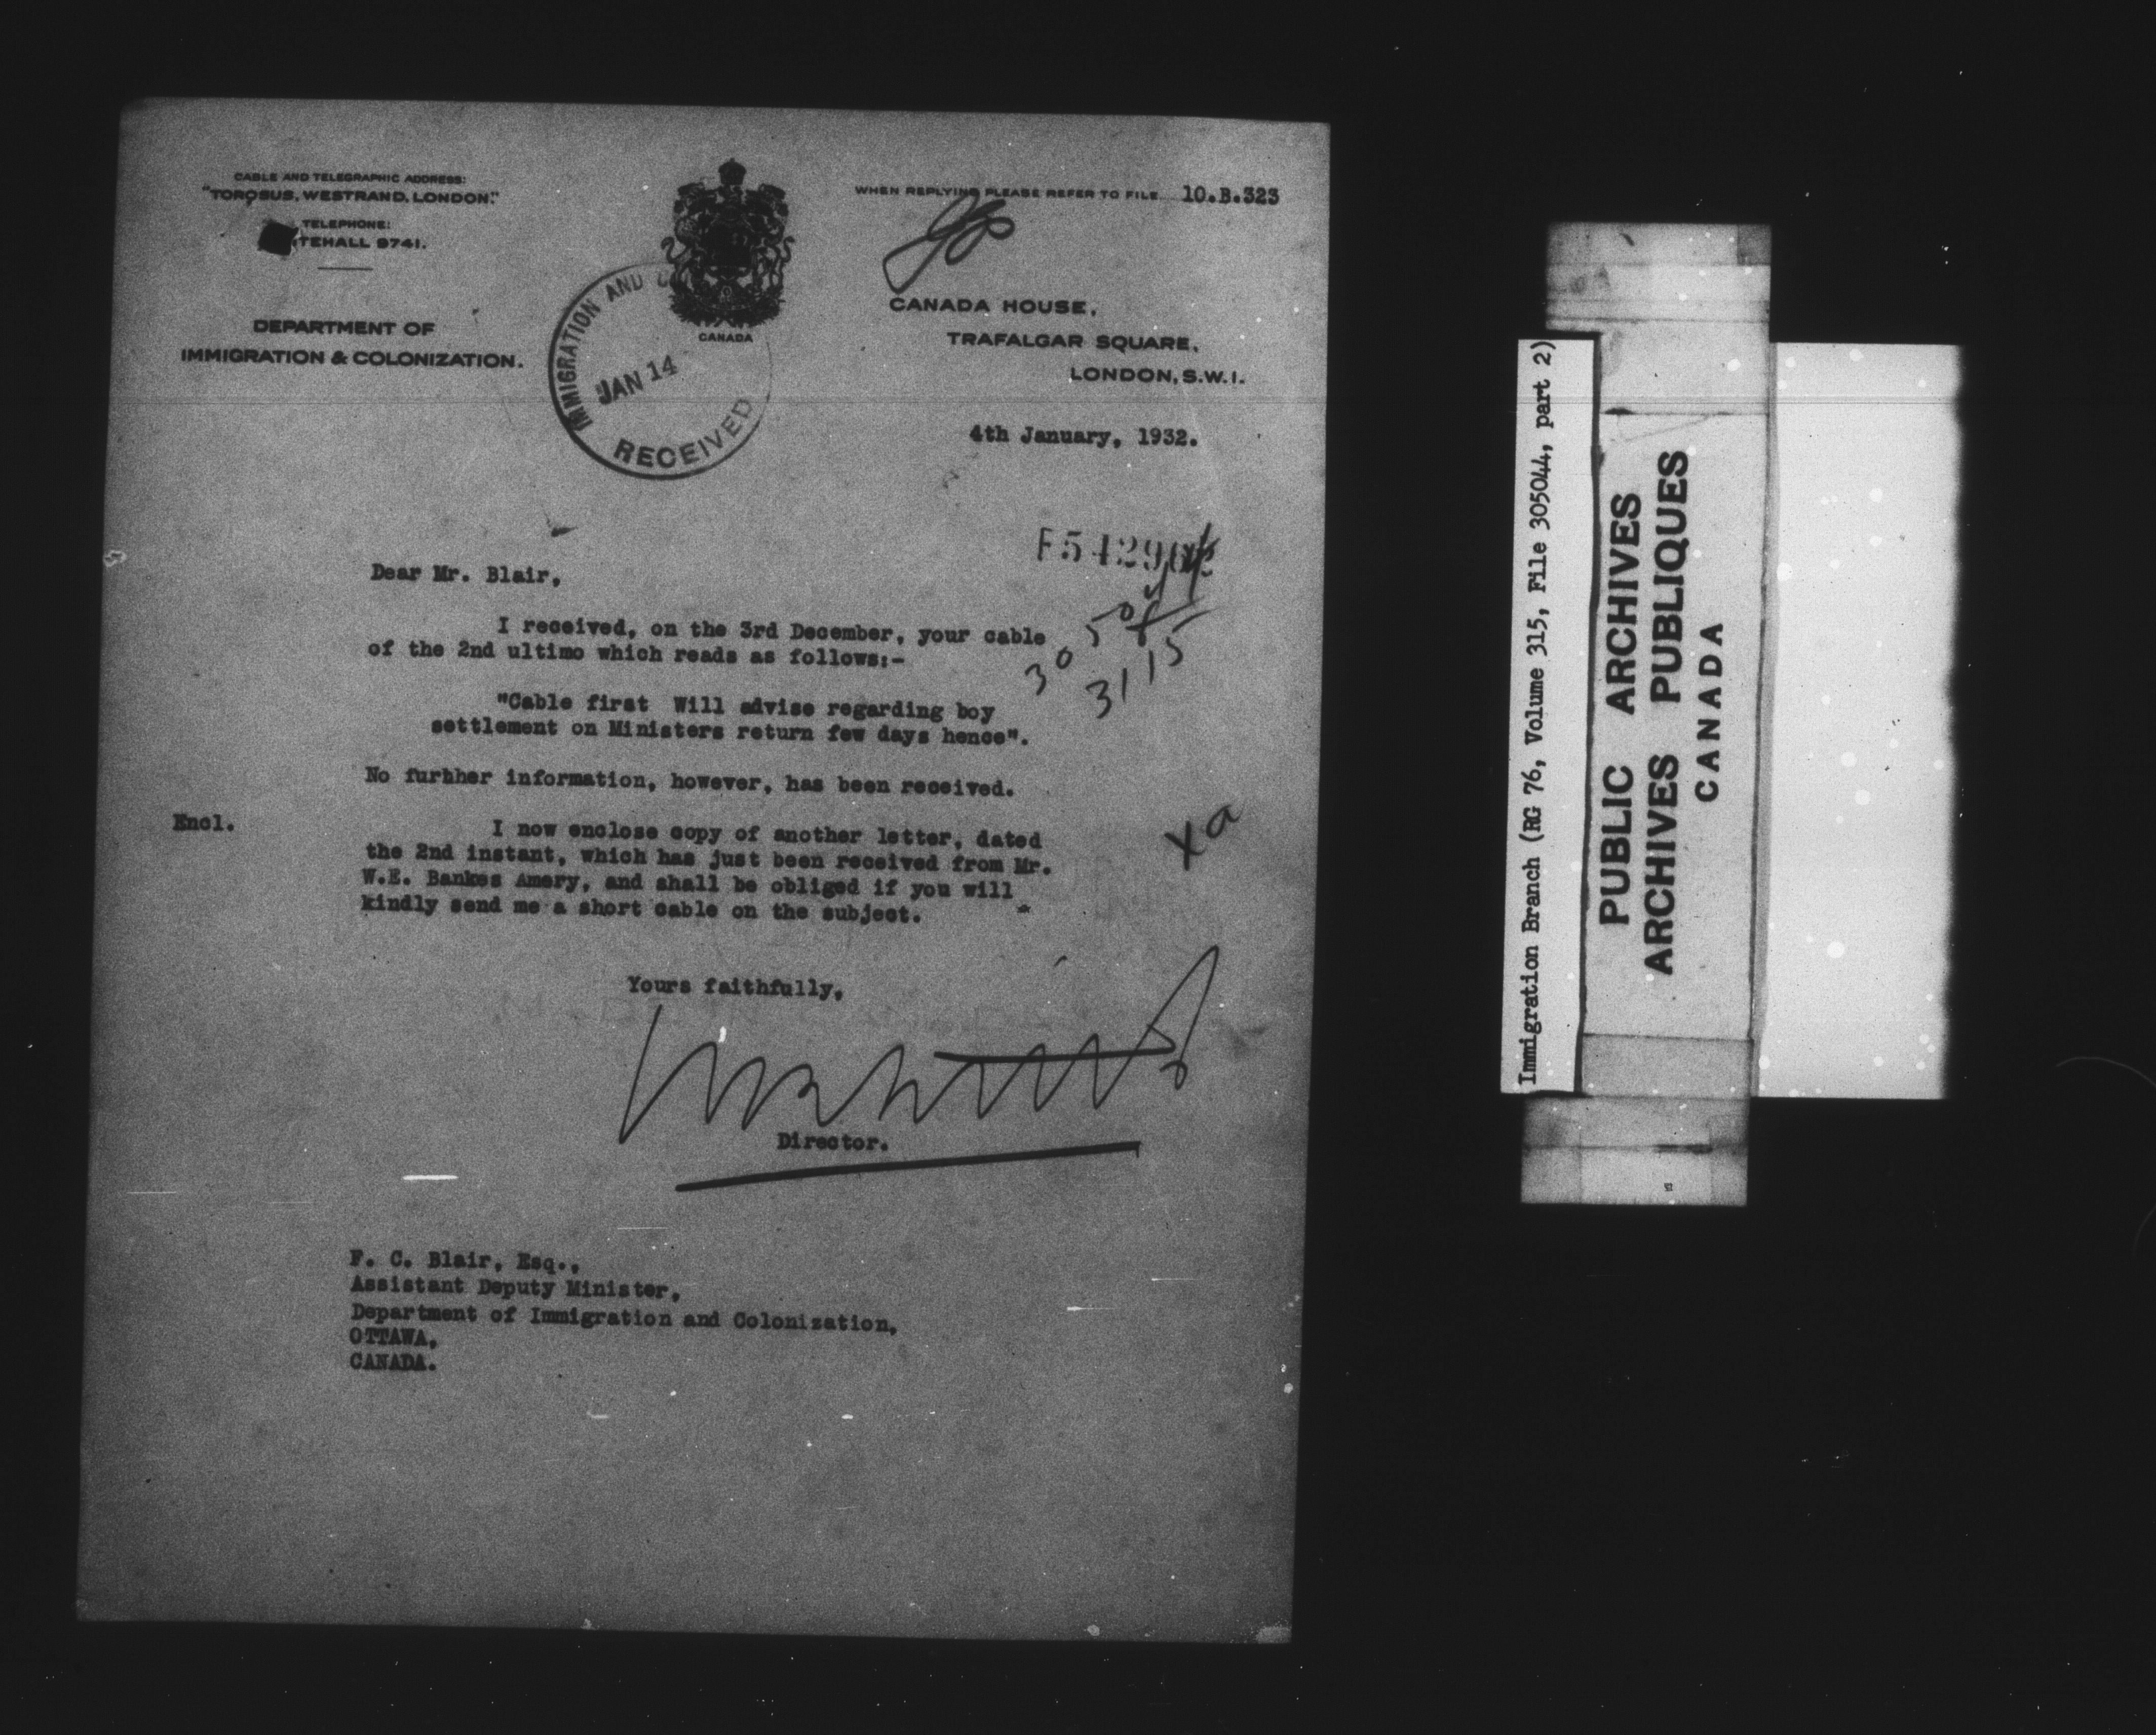 CABLE AND TELEGRAPHIC ADDRESS:
"TOROSUS, WESTRAND, LONDON."
TELEPHONE:
TEHALL 9741.
DEPARTMENT OF
IMMIGRATION & COLONIZATION.
CANADA
IMMIGRATION AND
JAN 14
RECEIVED
WHEN REPLYING PLEASE REFER TO FILE 10.B.323
CANADA HOUSE,
TRAFALGAR SQUARE,
LONDON, S.W.1.
4th January, 1932.
305044
3115
Dear Mr. Blair,
I received, on the 3rd December, your cable
of the 2nd ultimo which reads as follows:-
"Cable first Will advise regarding boy
settlement on Ministers return few days hence".
No furhher information, however, has been received.
Encl.
I now enclose copy of another letter, dated
the 2nd instant, which has just been received from Mr.
W.E. Bankes Amery, and shall be obliged if you will
kindly send me a short cable on the subject.
Xa
Yours faithfully,
Director.
F. C. Blair, Esq.,
Assistant Deputy Minister,
Department of Immigration and Colonization,
OTTAWA,
CANADA.
Immigration Branch (RG 76, Volume 315, File 305044, part 2)
PUBLIC ARCHIVES
ARCHIVES PUBLIQUES
CANADA